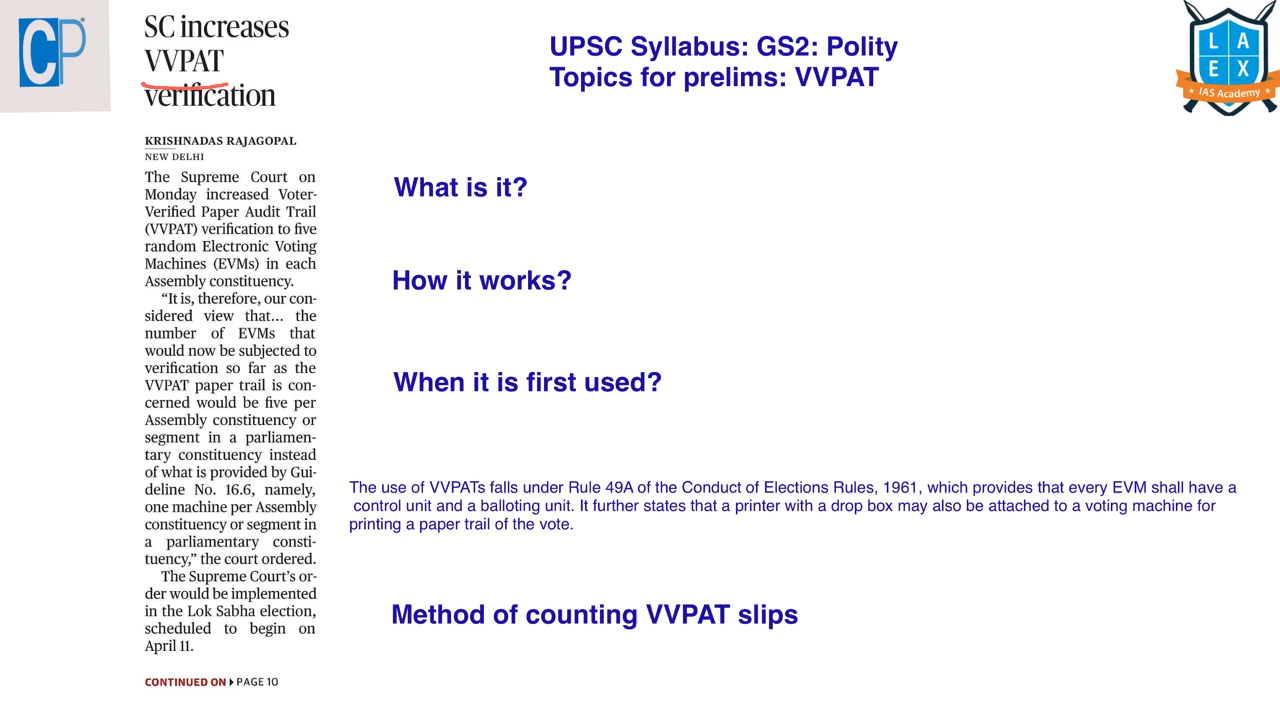 CP
SC increases
VVPAT
verification
KRISHNADAS RAJAGOPAL
NEW DELHI
The Supreme Court on
Monday increased Voter-
Verified Paper Audit Trail
(VVPAT) verification to five
random Electronic Voting
Machines (EVMs) in each
Assembly constituency.
“It is, therefore, our con-
sidered view that... the
number of EVMs that
would now be subjected to
verification so far as the
VVPAT paper trail is con-
cerned would be five per
Assembly constituency or
segment in a parliamen-
tary constituency instead
of what is provided by Gui-
deline No. 16.6, namely,
one machine per Assembly
constituency or segment in
a parliamentary consti-
tuency,” the court ordered.
The Supreme Court’s or-
der would be implemented
in the Lok Sabha election,
scheduled to begin on
April 11.
CONTINUED ON PAGE 10
UPSC Syllabus: GS2: Polity
Topics for prelims: VVPAT
What is it?
How it works?
When it is first used?
The use of VVPATs falls under Rule 49A of the Conduct of Elections Rules, 1961, which provides that every EVM shall have a
control unit and a balloting unit. It further states that a printer with a drop box may also be attached to a voting machine for
printing a paper trail of the vote.
Method of counting VVPAT slips
L A
E X
IAS Academy